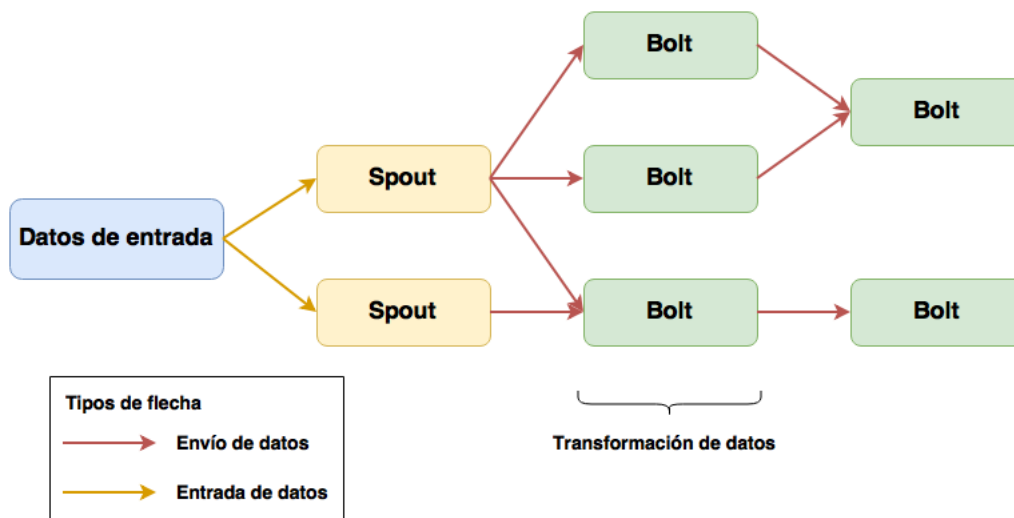 Bolt
Bolt
Spout
Bolt
Datos de entrada
Spout
Bolt
Bolt
Tipos de flecha
Envío de datos
Entrada de datos
Transformación de datos